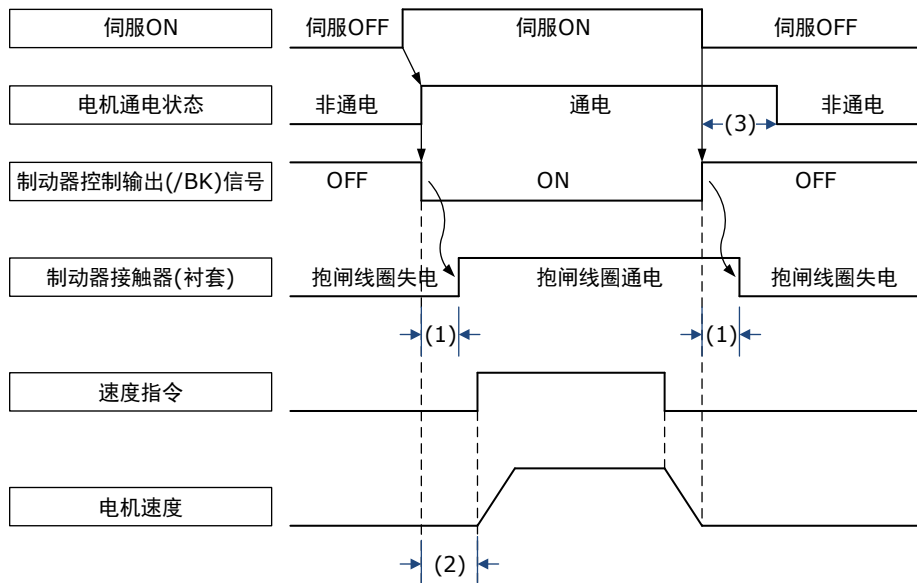 伺服ON
伺服OFF
伺服ON
伺服OFF
电机通电状态
非通电
通电
(3)
非通电
制动器控制输出(/BK)信号
OFF
ON
OFF
制动器接触器(衬套)
抱闸线圈失电
抱闸线圈通电
抱闸线圈失电
(1)
(1)
速度指令
电机速度
(2)